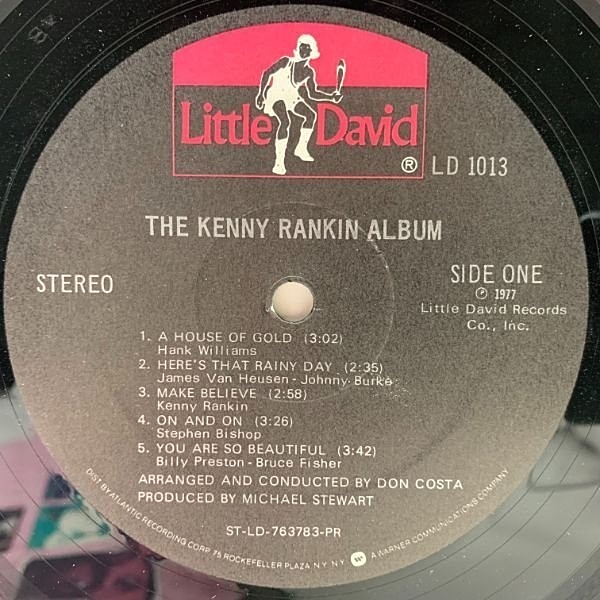 Little David
® LD 1013
THE KENNY RANKIN ALBUM
STEREO
SIDE ONE
℗ 1977
Little David Records
Co., Inc.
1. A HOUSE OF GOLD (3:02)
Hank Williams
2. HERE'S THAT RAINY DAY (2:35)
James Van Heusen - Johnny Burke
3. MAKE BELIEVE (2:58)
Kenny Rankin
4. ON AND ON (3:26)
Stephen Bishop
5. YOU ARE SO BEAUTIFUL (3:42)
Billy Preston - Bruce Fisher
ARRANGED AND CONDUCTED BY DON COSTA
PRODUCED BY MICHAEL STEWART
ST-LD-763783-PR
DIST BY ATLANTIC RECORDING CORP 75 ROCKEFELLER PLAZA N Y N Y A WARNER COMMUNICATIONS COMPANY